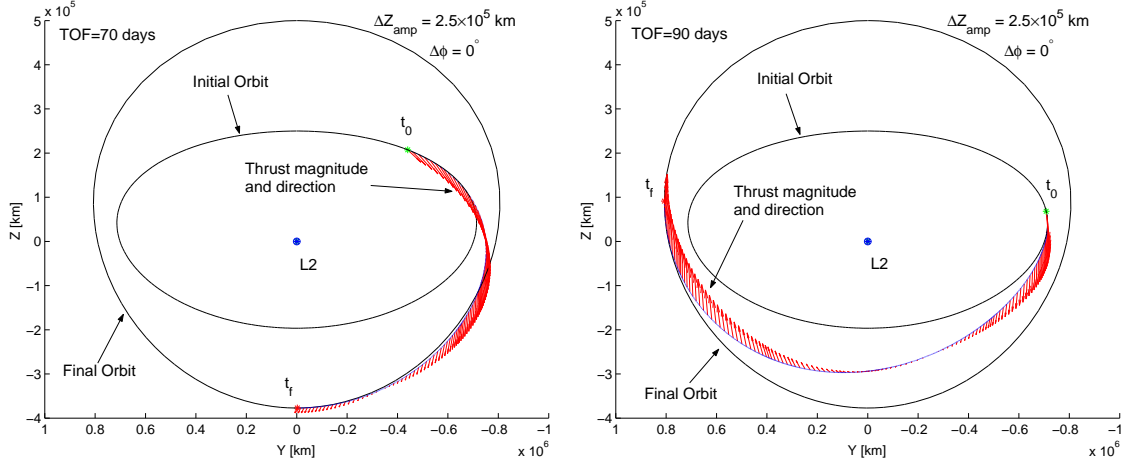 x 10^5
TOF=70 days
ΔZ_amp = 2.5×10^5 km
Δϕ = 0°
Initial Orbit
t_0
Thrust magnitude
and direction
L2
Final Orbit
t_f
Z [km]
5
4
3
2
1
0
−1
−2
−3
−4
1 0.8 0.6 0.4 0.2 0 −0.2 −0.4 −0.6 −0.8 −1
Y [km]
x 10^6
x 10^5
TOF=90 days
ΔZ_amp = 2.5×10^5 km
Δϕ = 0°
Initial Orbit
t_f
t_0
Thrust magnitude
and direction
L2
Final Orbit
Z [km]
5
4
3
2
1
0
−1
−2
−3
−4
1 0.8 0.6 0.4 0.2 0 −0.2 −0.4 −0.6 −0.8 −1
Y [km]
x 10^6